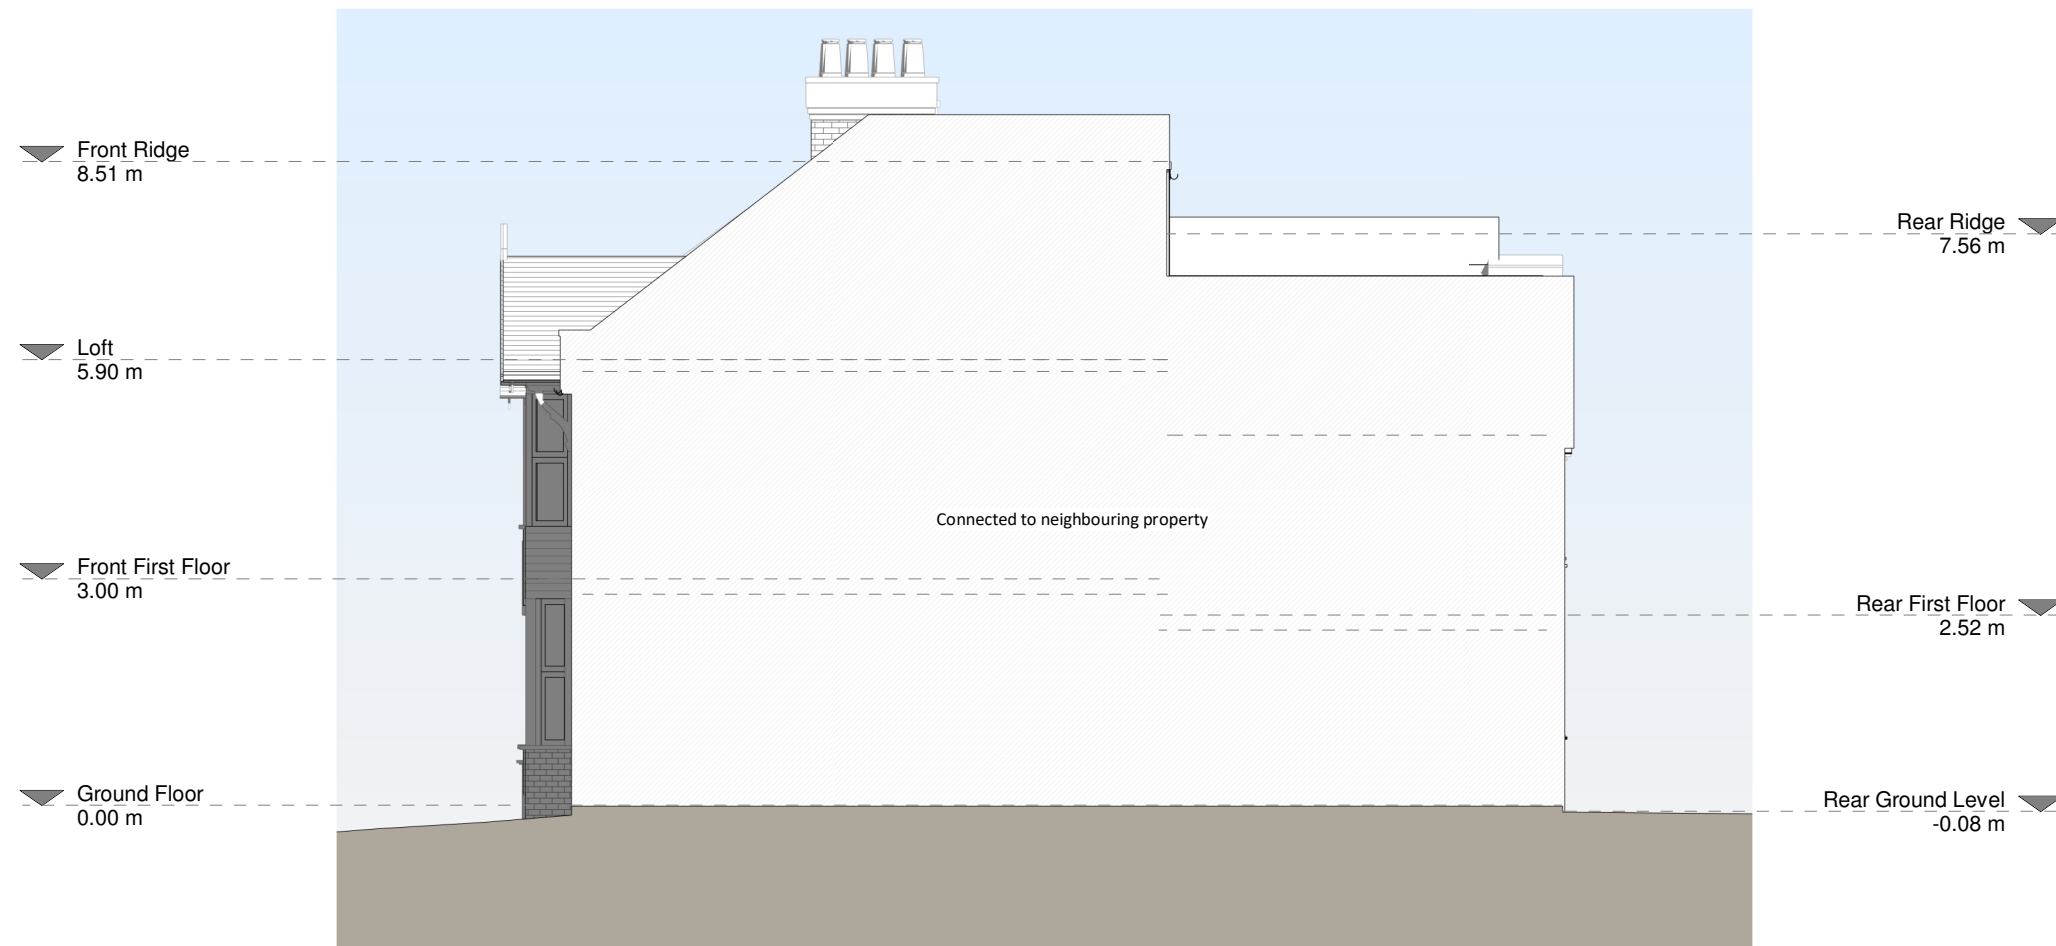 Front Ridge
8.51 m
Rear Ridge
7.56 m
Loft
5.90 m
Connected to neighbouring property
Front First Floor
3.00 m
Rear First Floor
2.52 m
Ground Floor
0.00 m
Rear Ground Level
-0.08 m